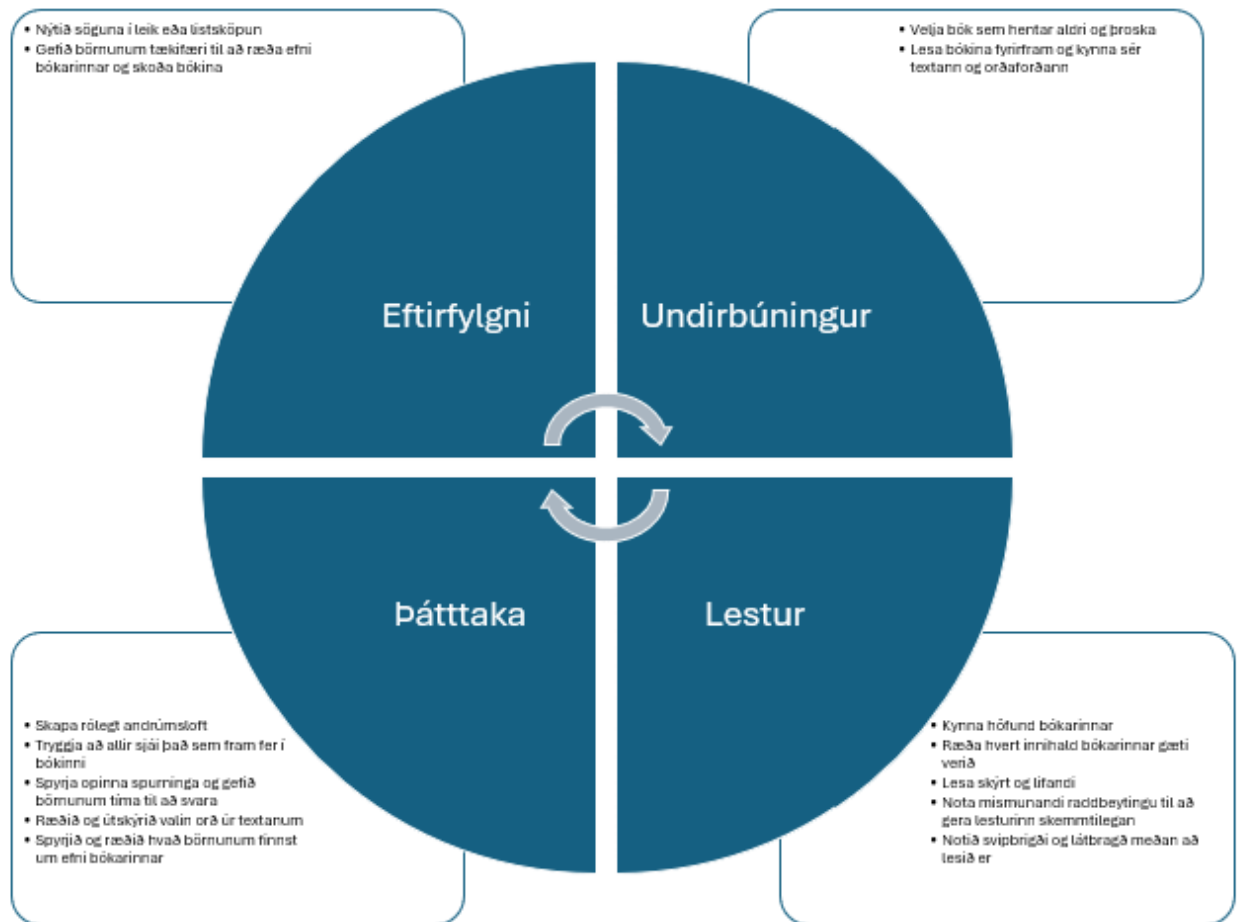 • Nýtið söguna í leik eða listsköpun
• Gefið börnunum tækifæri til að ræða efni
bókarinnar og skoða bókina
• Velja bók sem hentar aldri og þroska
• Lesa bókina fyrirfram og kynna sér
textann og orðaforðann
Eftirfylgni
Undirbúningur
Þátttaka
Lestur
• Skapa rólegt andrúmsloft
• Tryggja að allir sjái það sem fram fer í
bókinni
• Spyrja opinna spurninga og gefið
börnunum tíma til að svara
• Ræðið og útskýrið valin orð úr textanum
• Spyrjið og ræðið hvað börnunum finnst
um efni bókarinnar
• Kynna höfund bókarinnar
• Ræða hvert innihald bókarinnar gæti
verið
• Lesa skýrt og lifandi
• Nota mismunandi raddbeytingu til að
gera lesturinn skemmtilegan
• Notið svipbrigði og látbragð meðan að
lesið er